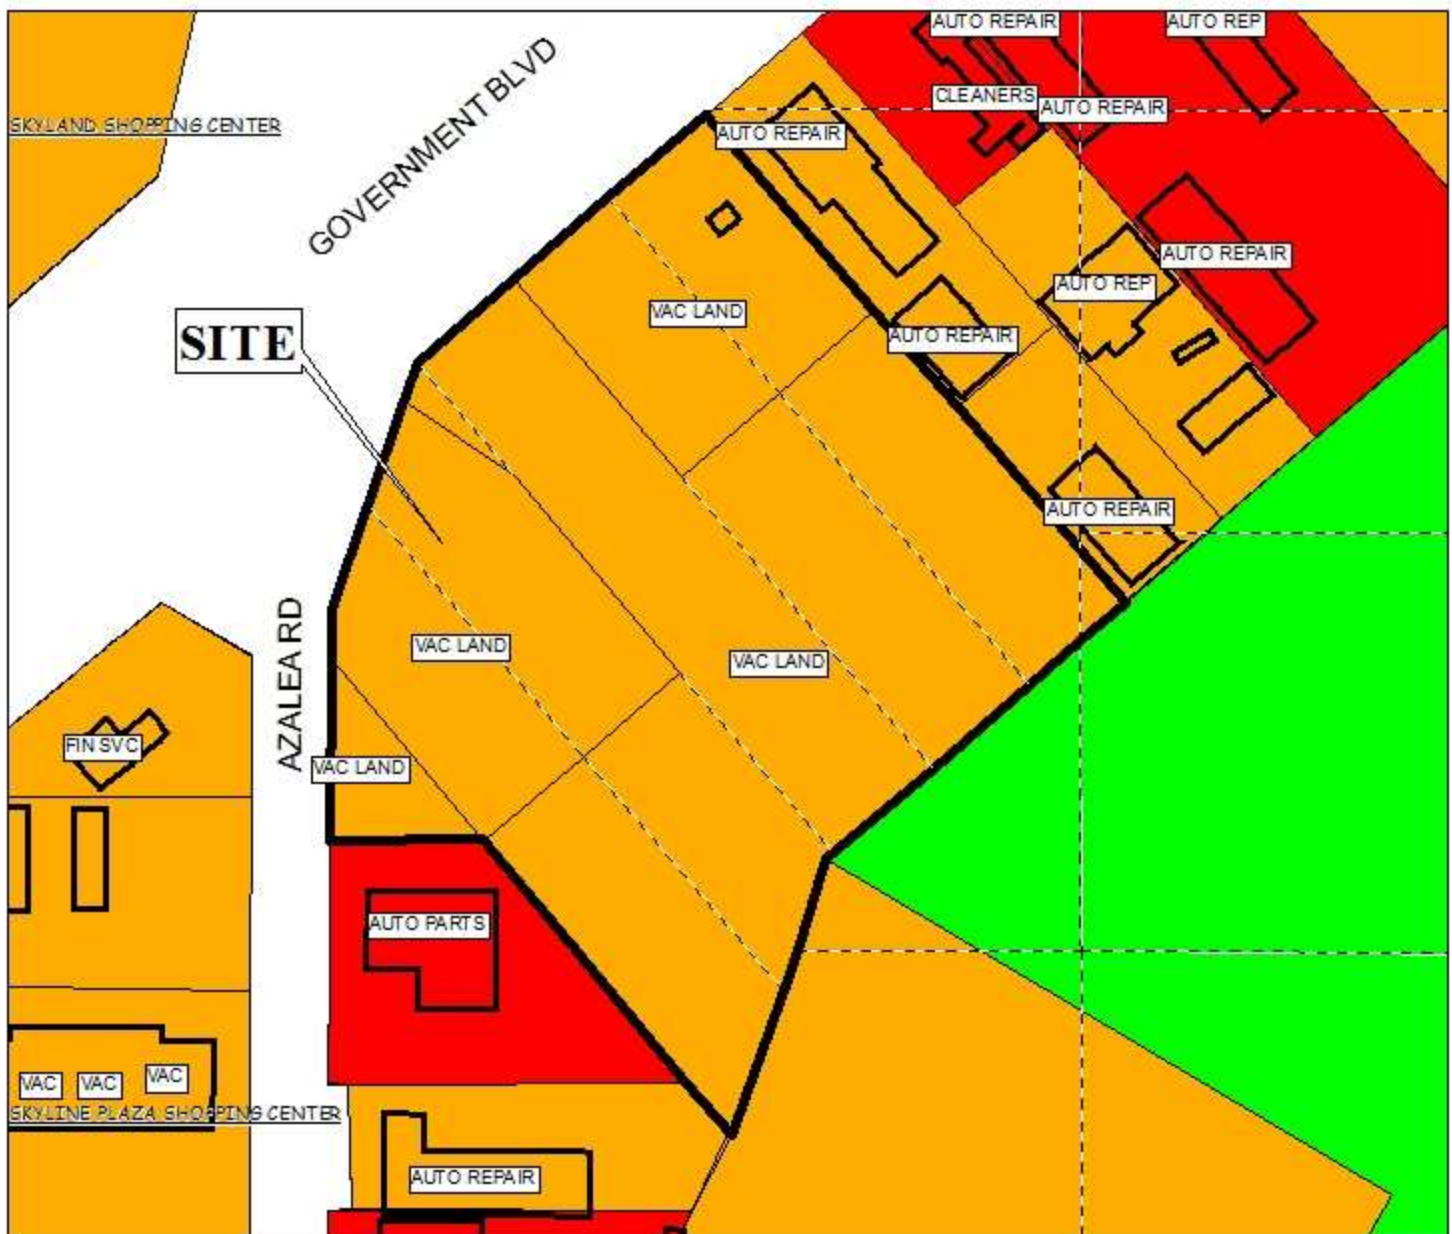 AUTO REPAIR
AUTO REP
CLEANERS
AUTO REPAIR
SKYLAND SHOPPING CENTER
GOVERNMENT BLVD
AUTO REPAIR
AUTO REPAIR
AUTO REP
VAC LAND
SITE
AUTO REPAIR
AUTO REPAIR
AZALEA RD
VAC LAND
VAC LAND
FIN SVC
VAC LAND
AUTO PARTS
VAC
VAC
VAC
SKYLINE PLAZA SHOPPING CENTER
AUTO REPAIR